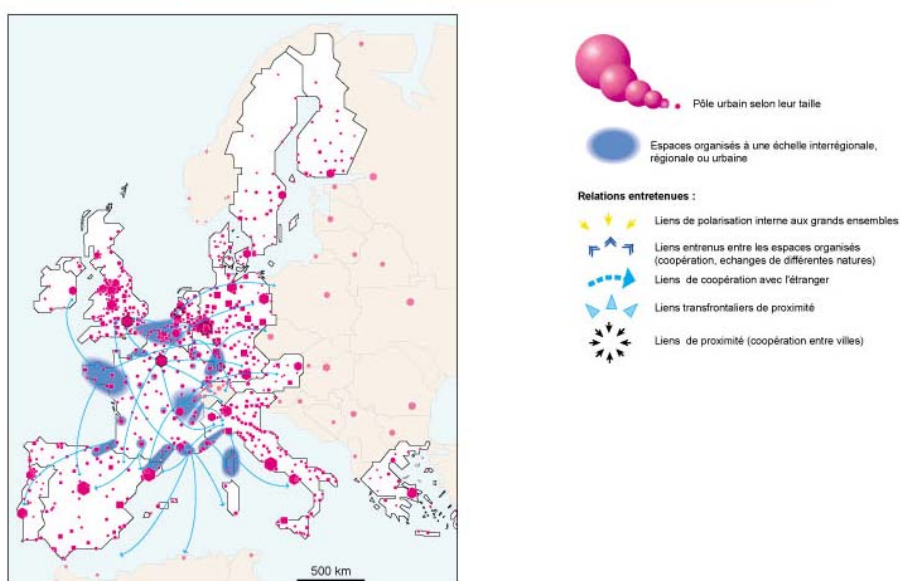 Pôle urbain selon leur taille
Espaces organisés à une échelle interrégionale,
régionale ou urbaine
Relations entretenues :
Liens de polarisation interne aux grands ensembles
Liens entrenus entre les espaces organisés
(coopération, echanges de différentes natures)
Liens de coopération avec l'étranger
Liens transfrontaliers de proximité
Liens de proximité (coopération entre villes)
500 km